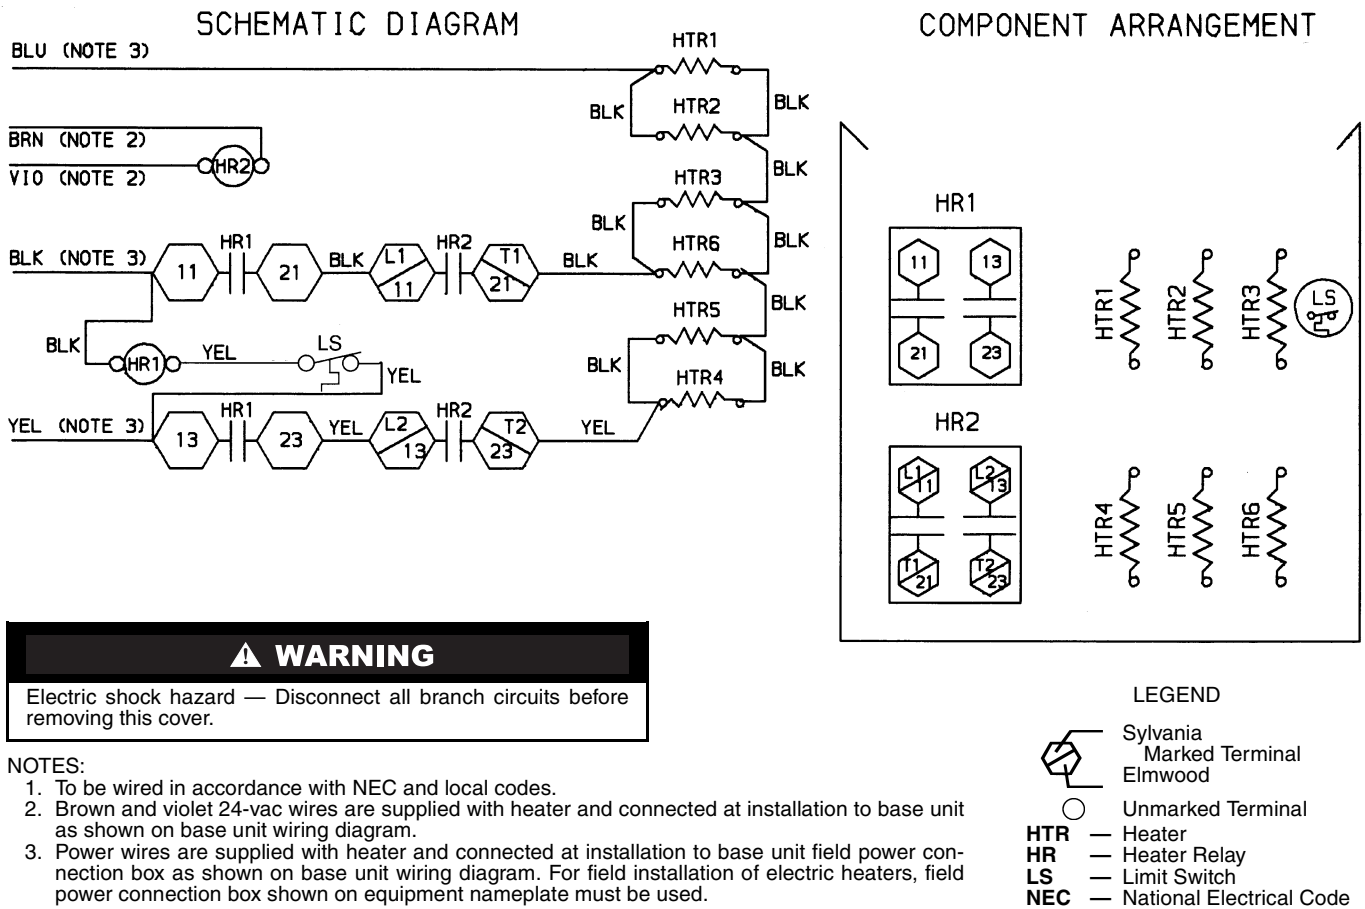 SCHEMATIC DIAGRAM
BLU (NOTE 3)
HTR1
BLK
BLK
HTR2
BRN (NOTE 2)
HR2
VIO (NOTE 2)
BLK
HTR3
BLK
BLK
HTR6
BLK (NOTE 3)
11
HR1
21
BLK
L1
11
HR2
T1
21
BLK
BLK
HTR5
BLK
HR1
YEL
LS
YEL
BLK
BLK
HTR4
YEL (NOTE 3)
13
HR1
23
YEL
L2
13
HR2
T2
23
YEL
COMPONENT ARRANGEMENT
HR1
11
13
21
23
HTR1
HTR2
HTR3
LS
HR2
L1
11
L2
13
T1
21
T2
23
HTR4
HTR5
HTR6
WARNING
Electric shock hazard — Disconnect all branch circuits before
removing this cover.
NOTES:
1. To be wired in accordance with NEC and local codes.
2. Brown and violet 24-vac wires are supplied with heater and connected at installation to base unit
as shown on base unit wiring diagram.
3. Power wires are supplied with heater and connected at installation to base unit field power con-
nection box as shown on base unit wiring diagram. For field installation of electric heaters, field
power connection box shown on equipment nameplate must be used.
LEGEND
Sylvania
Marked Terminal
Elmwood
Unmarked Terminal
HTR — Heater
HR — Heater Relay
LS — Limit Switch
NEC — National Electrical Code